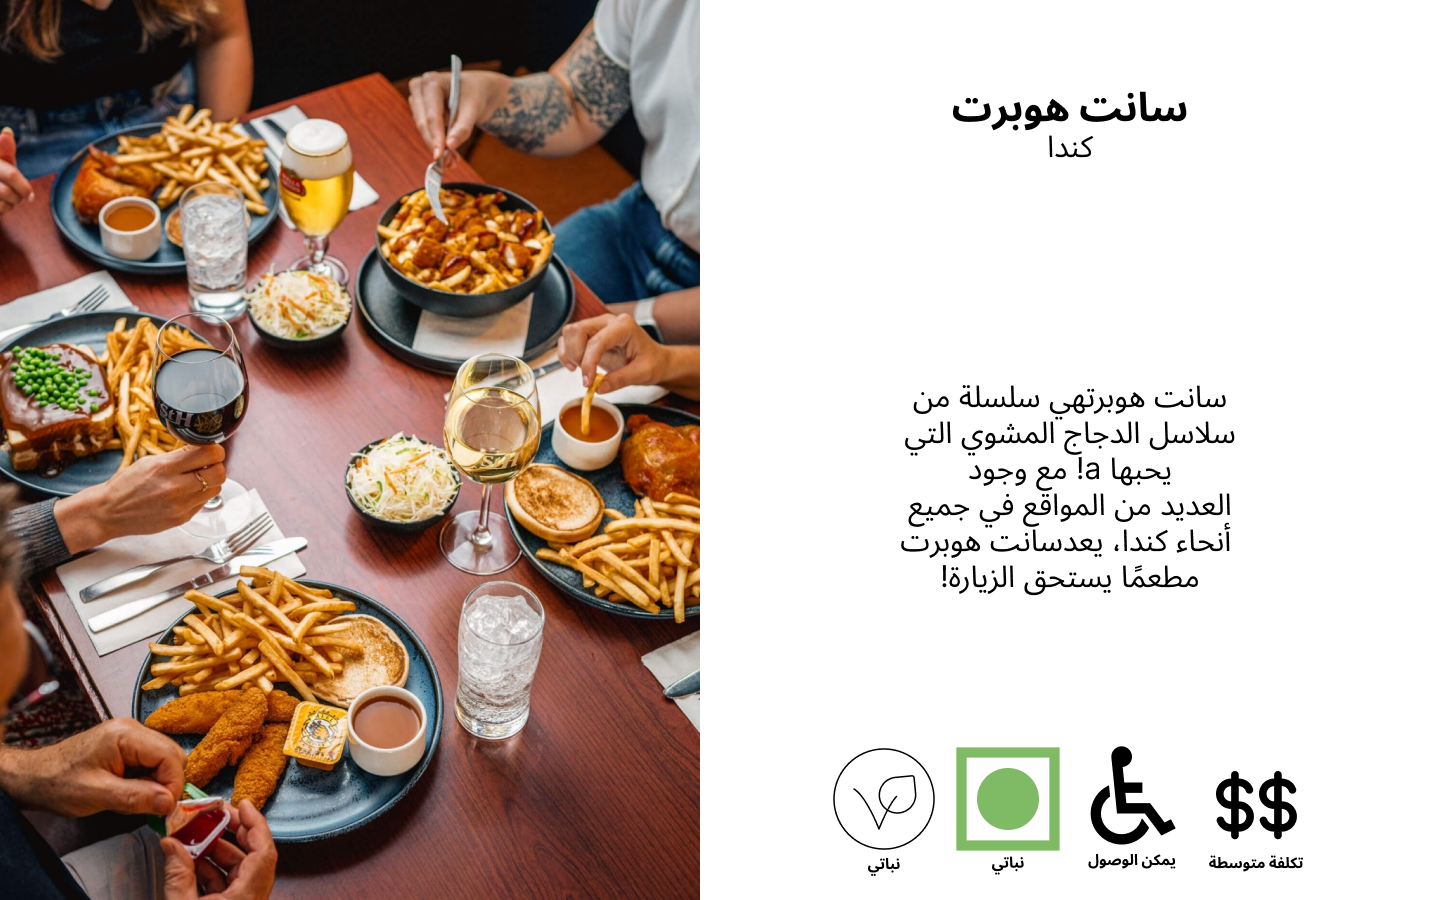 سانت هوبرت
كندا
سانت هوبرتهي سلسلة من
سلاسل الدجاج المشوي التي
يحبها a! مع وجود
العديد من المواقع في جميع
أنحاء كندا، يعدسانت هوبرت
مطعمًا يستحق الزيارة!
نباتي
نباتي
يمكن الوصول
تكلفة متوسطة
StH